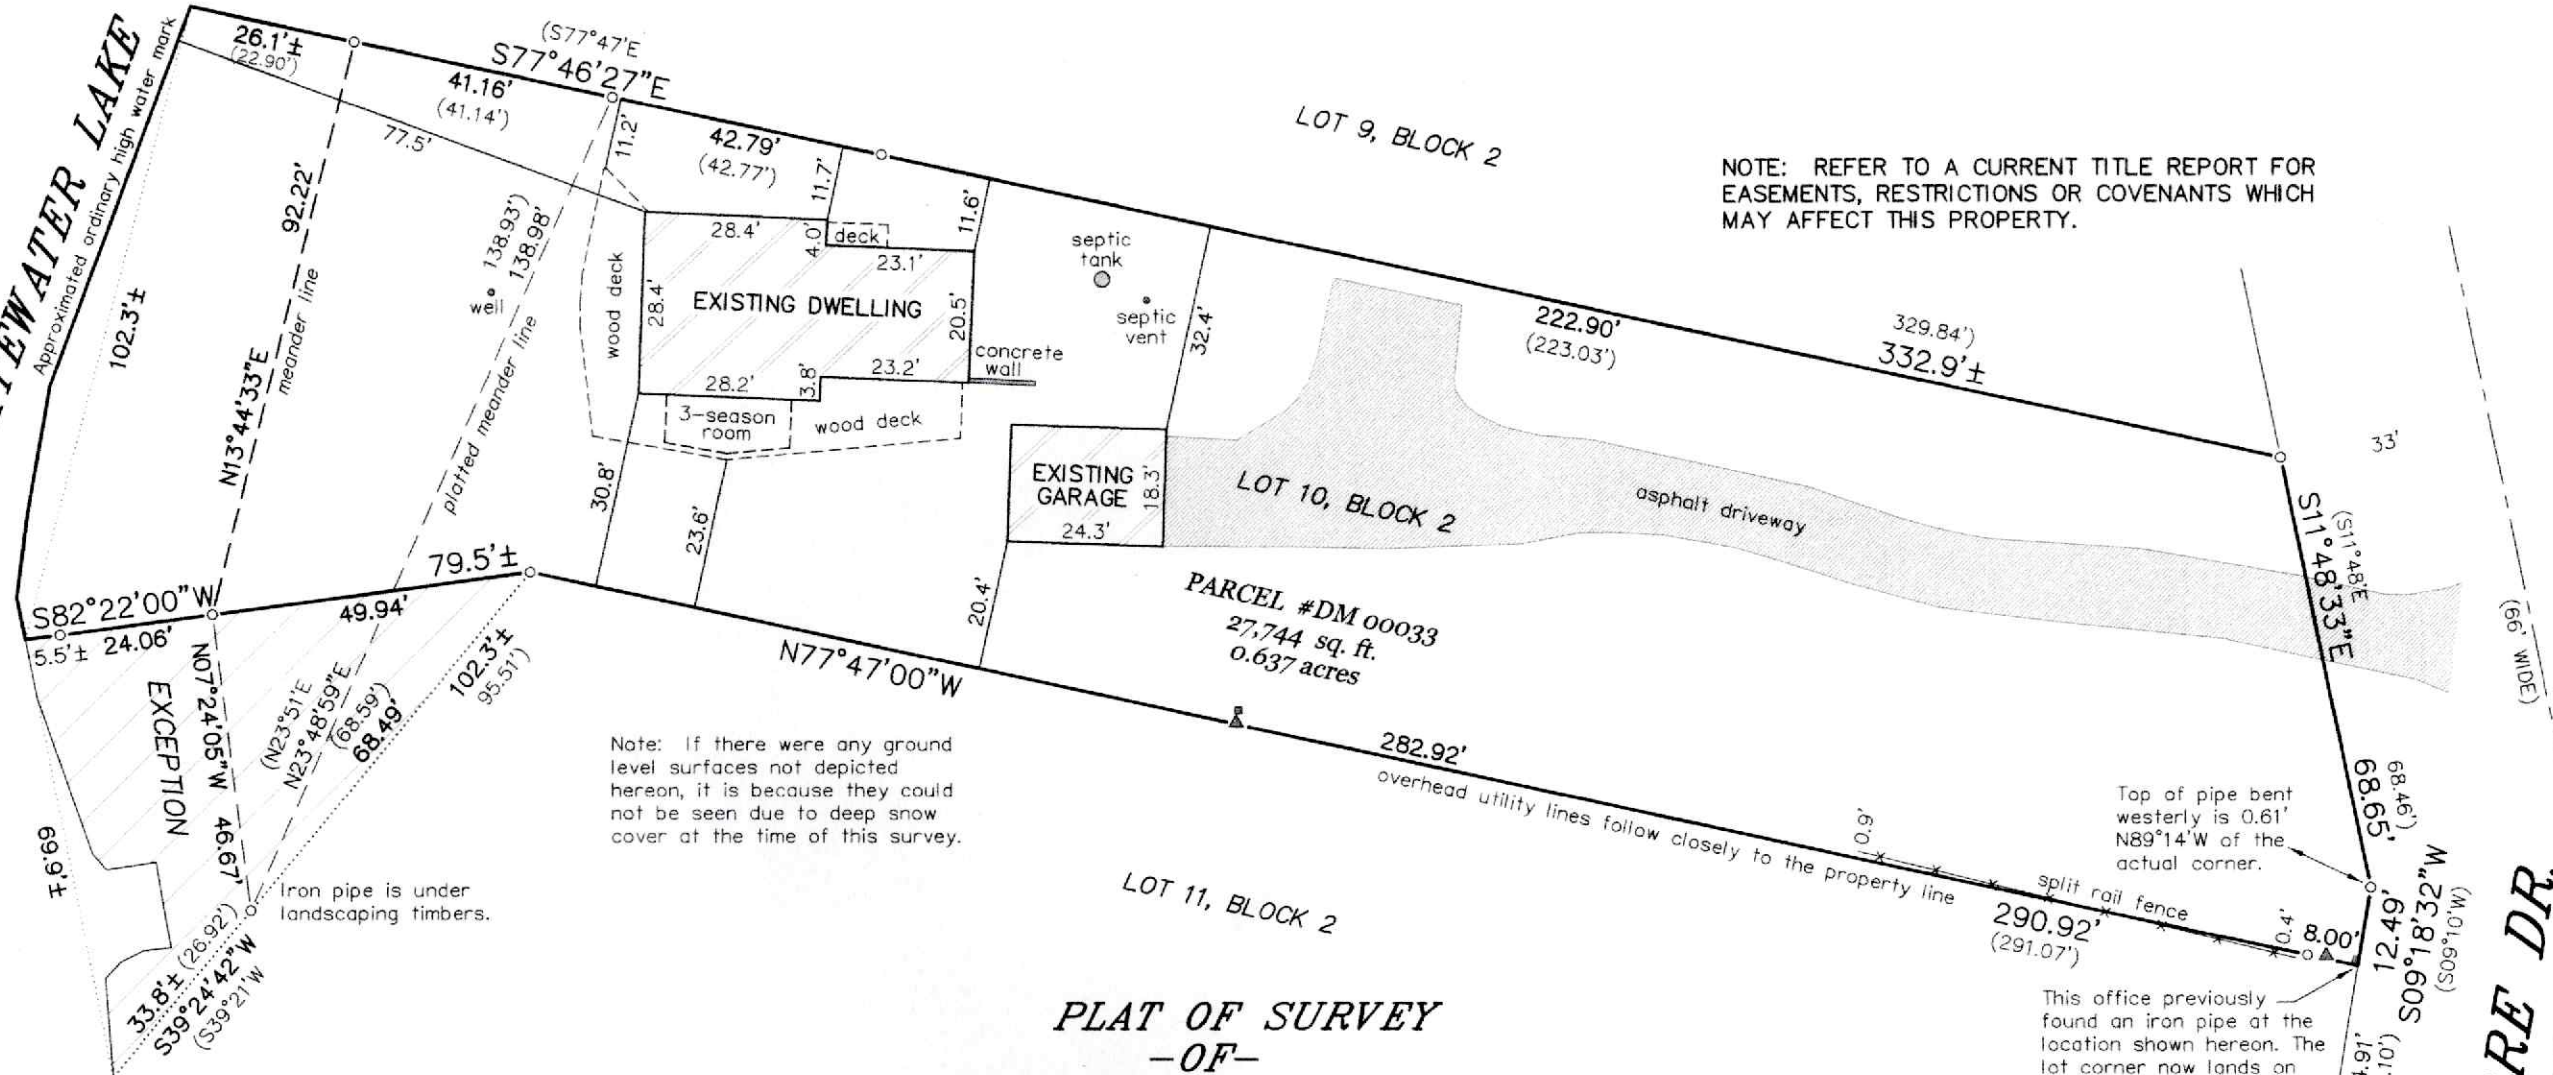 26.1'±
(22.90')
(S77°47'E
S77°46'27"E
41.16'
(41.14')
77.5'
11.2'
42.79'
(42.77')
11.7'
11.6'
LOT 9, BLOCK 2
NOTE: REFER TO A CURRENT TITLE REPORT FOR
EASEMENTS, RESTRICTIONS OR COVENANTS WHICH
MAY AFFECT THIS PROPERTY.
TEWATER LAKE
Approximated ordinary high water mark
102.3'±
92.22'
N13°44'33"E
meander line
138.93')
138.98'
well
platted meander line
wood deck
28.4'
28.4'
4.0'
deck
23.1'
EXISTING DWELLING
20.5'
28.2'
3.8'
23.2'
concrete
wall
3-season
room
wood deck
septic
tank
septic
vent
32.4'
222.90'
(223.03')
329.84')
332.9'±
33'
(66' WIDE)
30.8'
23.6'
EXISTING
GARAGE
18.3'
24.3'
20.4'
LOT 10, BLOCK 2
asphalt driveway
S11°48'33"E
(S11°48'E
68.46')
68.65'
79.5'±
S82°22'00"W
5.5'±
24.06'
49.94'
N07°24'05"W
46.67'
EXCEPTION
69.9'±
(N23°51'E
N23°48'59"E
(68.59')
68.49'
102.3'±
95.51')
33.8'±
(26.92')
S39°24'42"W
(S39°21'W
Iron pipe is under
landscaping timbers.
PARCEL #DM 00033
27,744 sq. ft.
0.637 acres
N77°47'00"W
282.92'
overhead utility lines follow closely to the property line
Note: If there were any ground
level surfaces not depicted
hereon, it is because they could
not be seen due to deep snow
cover at the time of this survey.
LOT 11, BLOCK 2
0.9'
split rail fence
290.92'
(291.07')
0.4'
8.00'
Top of pipe bent
westerly is 0.61'
N89°14'W of the
actual corner.
12.49'
S09°18'32"W
(S09°10'W)
RE DR.
This office previously
found an iron pipe at the
location shown hereon. The
lot corner now lands on
.91'
.10')
PLAT OF SURVEY
-OF-